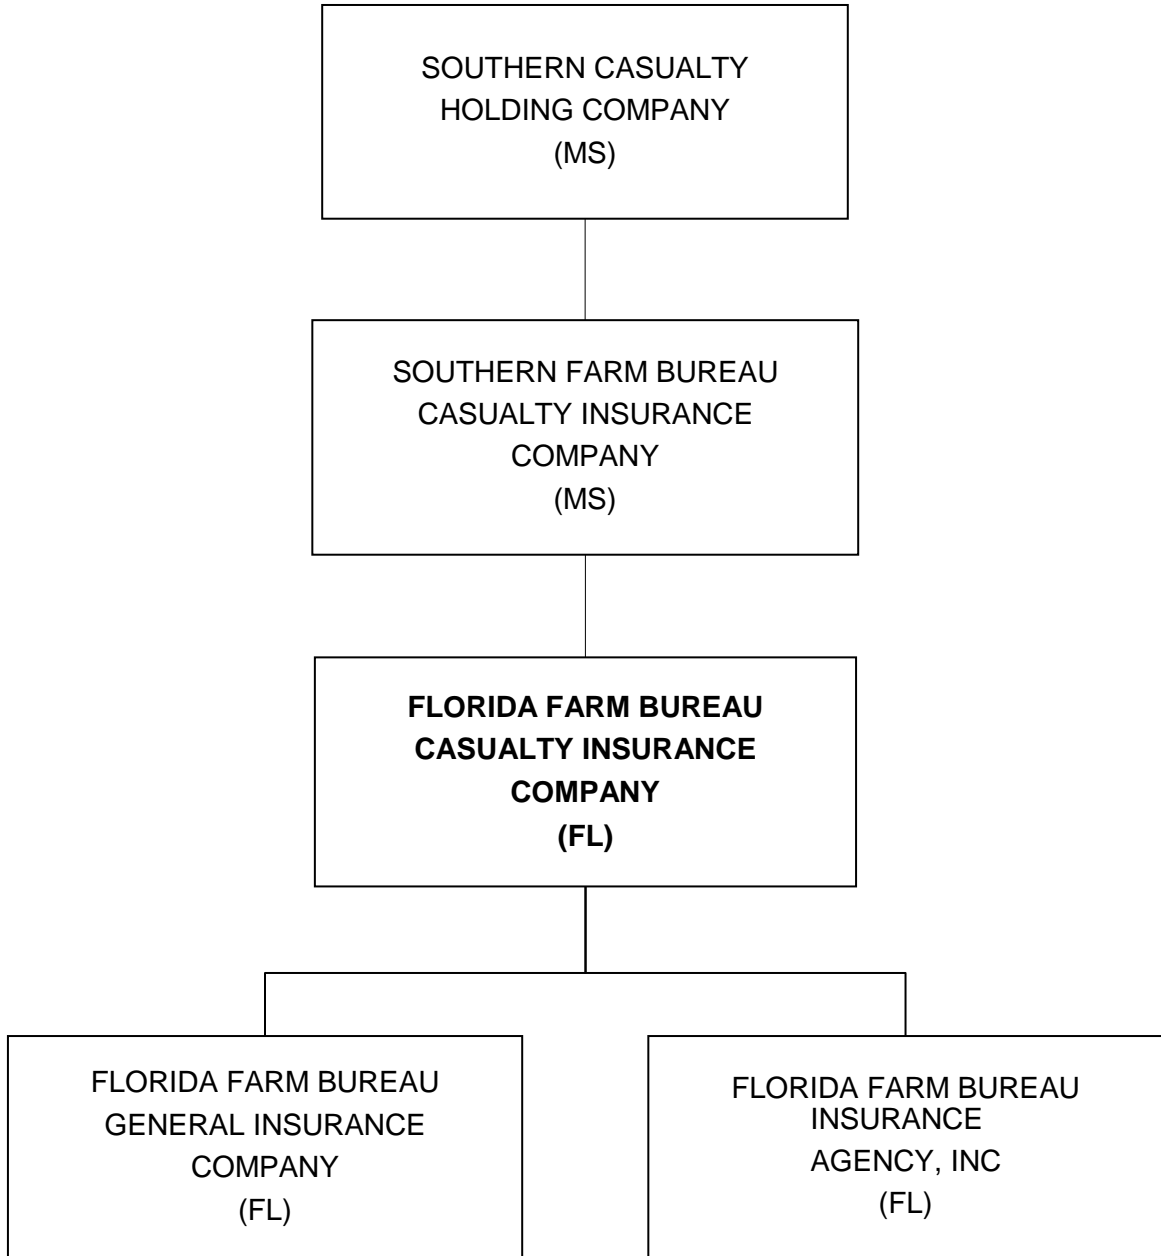 SOUTHERN CASUALTY
HOLDING COMPANY
(MS)
SOUTHERN FARM BUREAU
CASUALTY INSURANCE
COMPANY
(MS)
FLORIDA FARM BUREAU
CASUALTY INSURANCE
COMPANY
(FL)
FLORIDA FARM BUREAU
GENERAL INSURANCE
COMPANY
(FL)
FLORIDA FARM BUREAU
INSURANCE
AGENCY, INC
(FL)